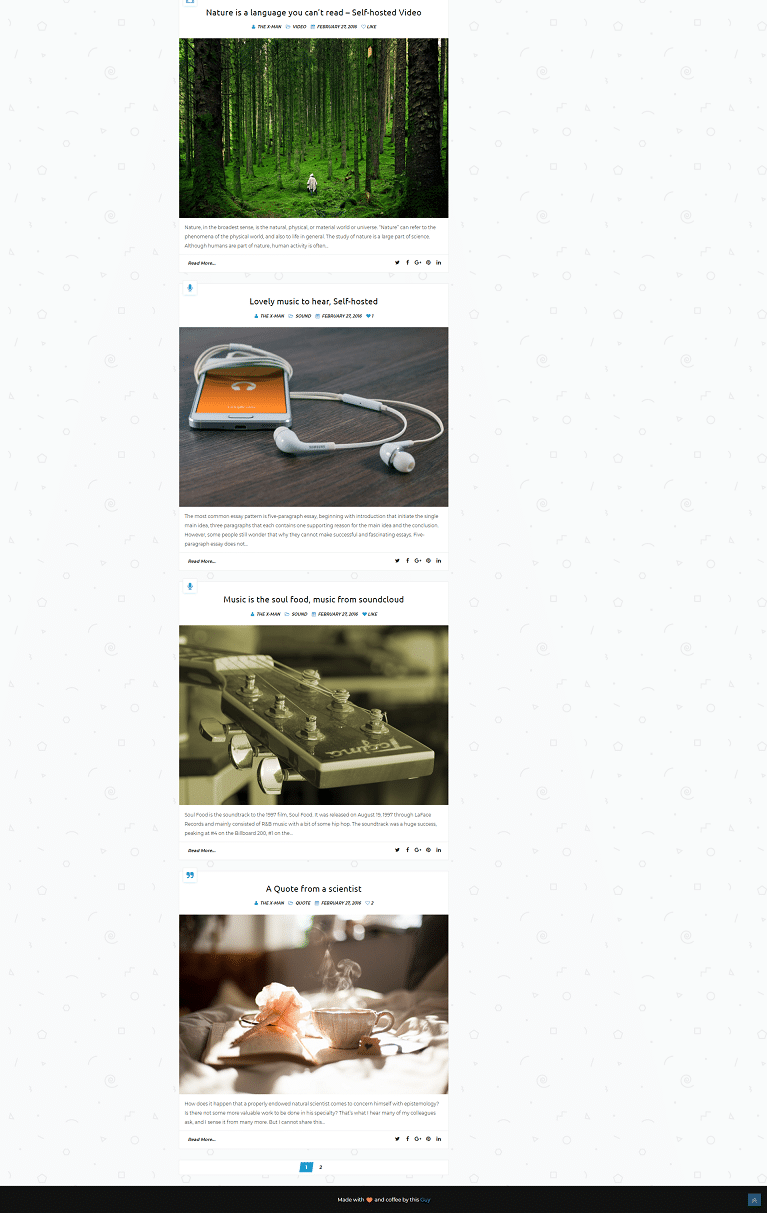 Nature is a language you can't read – Self-hosted Video
THE X-MAN VIDEO FEBRUARY 27, 2016 LIKE
Nature, in the broadest sense, is the natural, physical, or material world or universe. "Nature" can refer to the
phenomena of the physical world, and also to life in general. The study of nature is a large part of science.
Although humans are part of nature, human activity is often...
Read More...
Lovely music to hear, Self-hosted
THE X-MAN SOUND FEBRUARY 27, 2016 1
SAMSUNG
The most common essay pattern is five-paragraph essay, beginning with introduction that initiate the single
main idea, three paragraphs that each contains one supporting reason for the main idea and the conclusion.
However, some people still wonder that why they cannot make successful and fascinating essays. Five-
paragraph essay does not...
Read More...
Music is the soul food, music from soundcloud
THE X-MAN SOUND FEBRUARY 27, 2016 LIKE
Tagima
Soul Food is the soundtrack to the 1997 film, Soul Food. It was released on August 19, 1997 through LaFace
Records and mainly consisted of R&B music with a bit of some hip hop. The soundtrack was a huge success,
peaking at #4 on the Billboard 200, #1 on the...
Read More...
A Quote from a scientist
THE X-MAN QUOTE FEBRUARY 27, 2016 2
How does it happen that a properly endowed natural scientist comes to concern himself with epistemology?
Is there not some more valuable work to be done in his specialty? That's what I hear many of my colleagues
ask, and I sense it from many more. But I cannot share this...
Read More...
1 2
Made with and coffee by this Guy